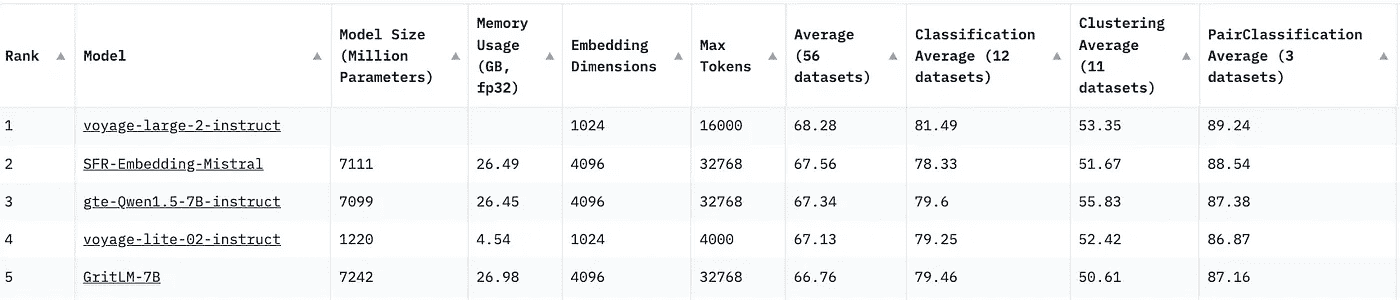 Rank Model Model Size (Million Parameters) Memory Usage (GB, fp32) Embedding Dimensions Max Tokens Average (56 datasets) Classification Average (12 datasets) Clustering Average (11 datasets) PairClassification Average (3 datasets)
1 voyage-large-2-instruct 1024 16000 68.28 81.49 53.35 89.24
2 SFR-Embedding-Mistral 7111 26.49 4096 32768 67.56 78.33 51.67 88.54
3 gte-Qwen1.5-7B-instruct 7099 26.45 4096 32768 67.34 79.6 55.83 87.38
4 voyage-lite-02-instruct 1220 4.54 1024 4000 67.13 79.25 52.42 86.87
5 GritLM-7B 7242 26.98 4096 32768 66.76 79.46 50.61 87.16